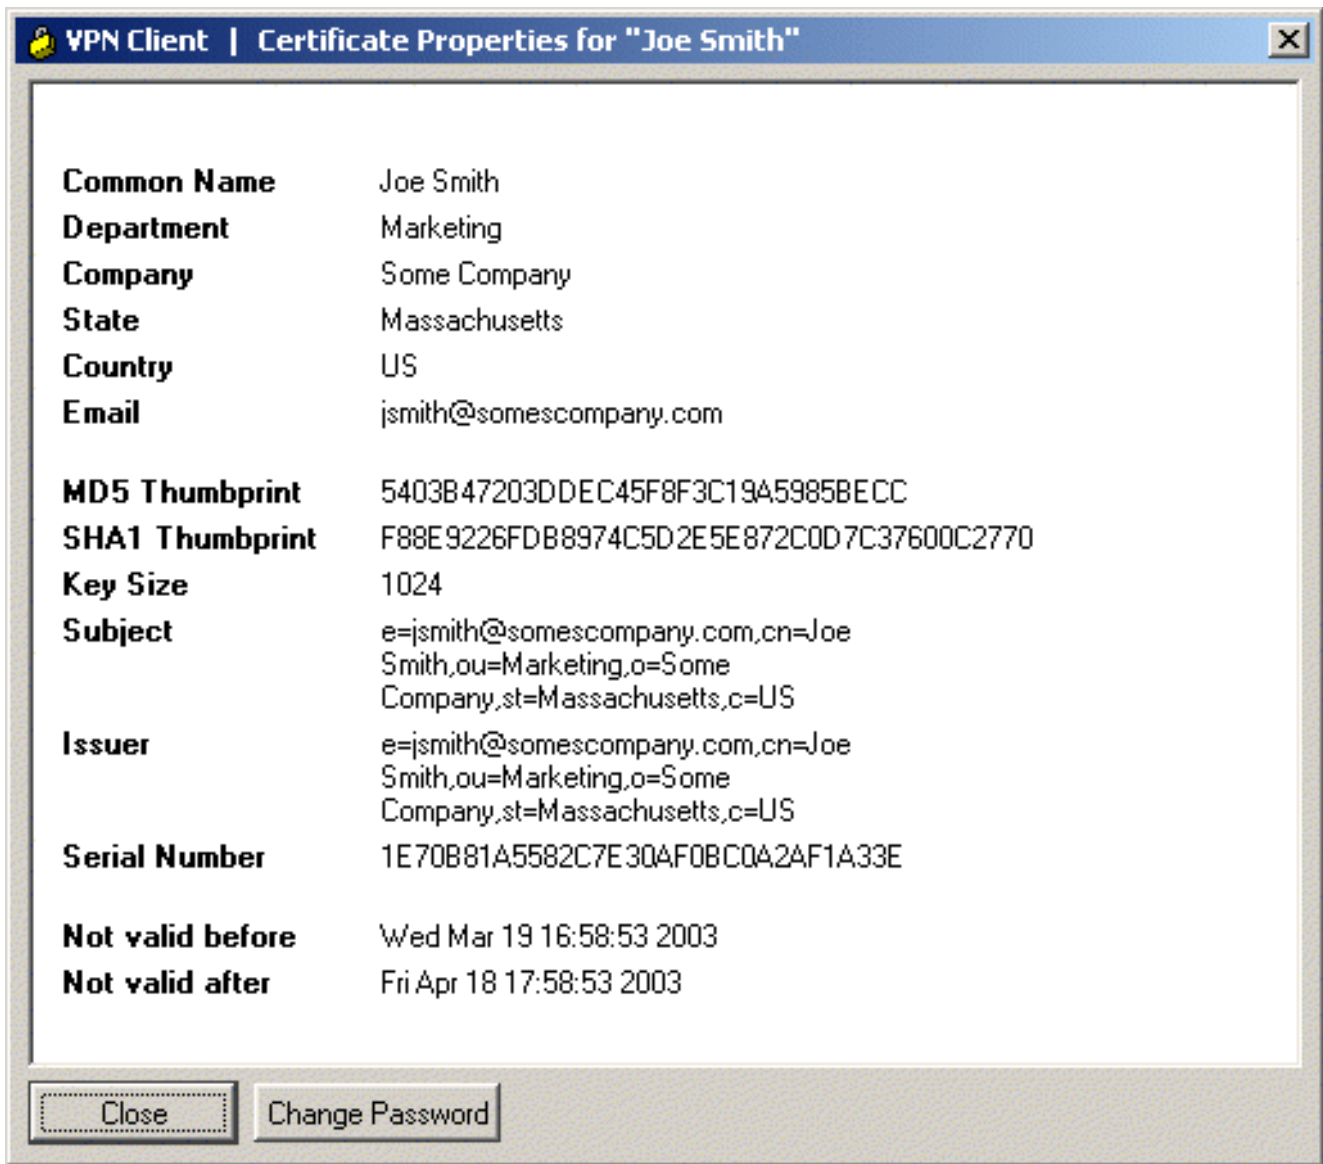 VPN Client | Certificate Properties for "Joe Smith"
Common Name Joe Smith
Department Marketing
Company Some Company
State Massachusetts
Country US
Email jsmith@somescompany.com
MD5 Thumbprint 5403B47203DDEC45F8F3C19A5985BECC
SHA1 Thumbprint F88E9226FDB8974C5D2E5E872C0D7C37600C2770
Key Size 1024
Subject e=jsmith@somescompany.com,cn=Joe
Smith,ou=Marketing,o=Some
Company,st=Massachusetts,c=US
Issuer e=jsmith@somescompany.com,cn=Joe
Smith,ou=Marketing,o=Some
Company,st=Massachusetts,c=US
Serial Number 1E70B81A5582C7E30AF0BC0A2AF1A33E
Not valid before Wed Mar 19 16:58:53 2003
Not valid after Fri Apr 18 17:58:53 2003
Close Change Password